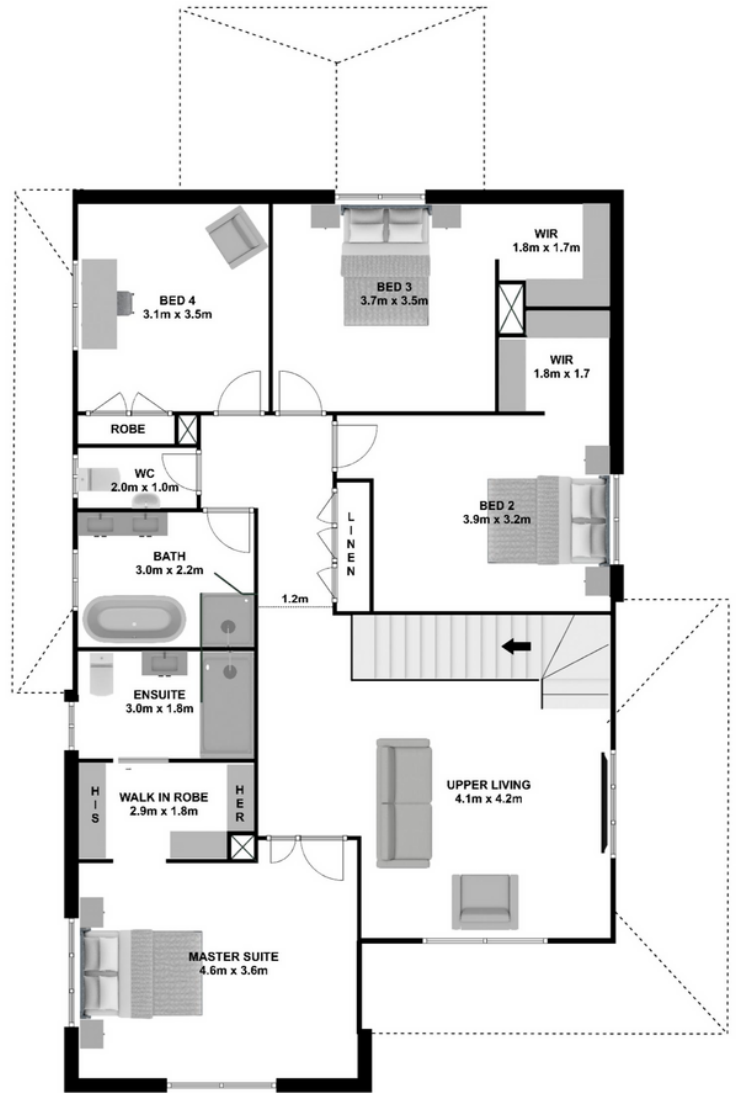 WIR
1.8m x 1.7m
BED 3
3.7m x 3.5m
BED 4
3.1m x 3.5m
WIR
1.8m x 1.7
ROBE
WC
2.0m x 1.0m
BED 2
3.9m x 3.2m
LINEN
BATH
3.0m x 2.2m
1.2m
ENSUITE
3.0m x 1.8m
HIS
WALK IN ROBE
2.9m x 1.8m
HER
UPPER LIVING
4.1m x 4.2m
MASTER SUITE
4.6m x 3.6m